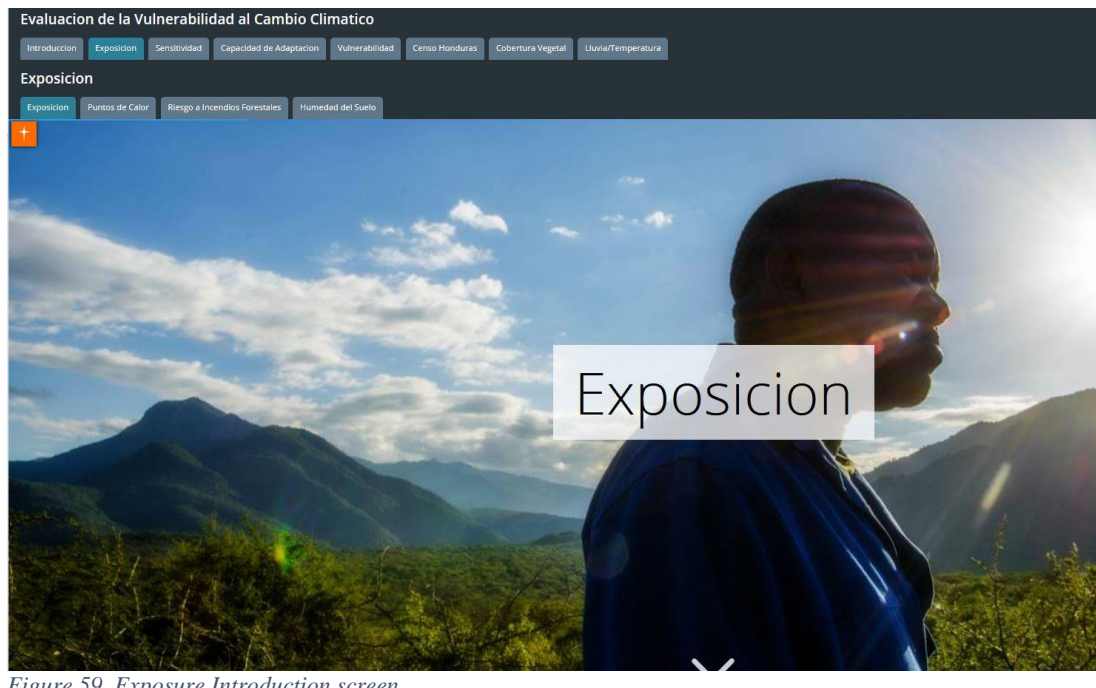 Evaluacion de la Vulnerabilidad al Cambio Climatico
Introduccion Exposicion Sensitividad Capacidad de Adaptacion Vulnerabilidad Censo Honduras Cobertura Vegetal Lluvia/Temperatura
Exposicion
Exposicion Puntos de Calor Riesgo a Incendios Forestales Humedad del Suelo
Exposicion
Figure 59. Exposure Introduction screen